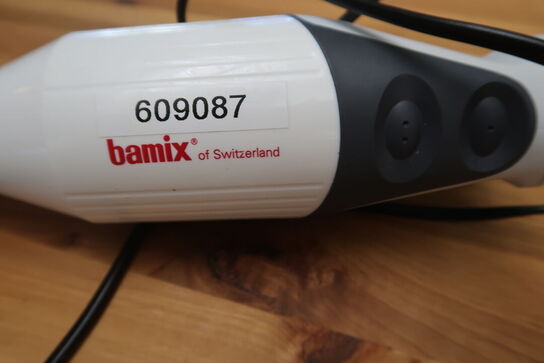 609087
bamix® of Switzerland